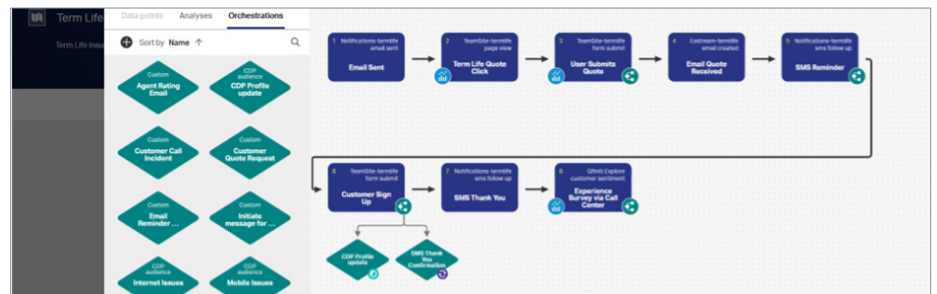 Term Life
Term Life Insu
Data points Analyses Orchestrations
Sort by Name
Custom
Agent Rating
Email
CDP
audience
CDP Profile
update
Custom
Customer Call
Incident
Custom
Customer
Quote Request
Custom
Email
Reminder ...
Custom
Initiate
message for ...
CDP
audience
Internet Issues
CDP
audience
Mobile Issues
1 Notifications-termlife
email sent
Email Sent
2 TeamSite-termlife
page view
Term Life Quote
Click
3 TeamSite-termlife
form submit
User Submits
Quote
4 Exstream-termlife
email created
Email Quote
Received
5 Notifications-termlife
sms follow up
SMS Reminder
6 TeamSite-termlife
form submit
Customer Sign
Up
7 Notifications-termlife
sms follow up
SMS Thank You
8 Qfiniti Explore
customer sentiment
Experience
Survey via Call
Center
CDP Profile
update
SMS Thank
You
Confirmation